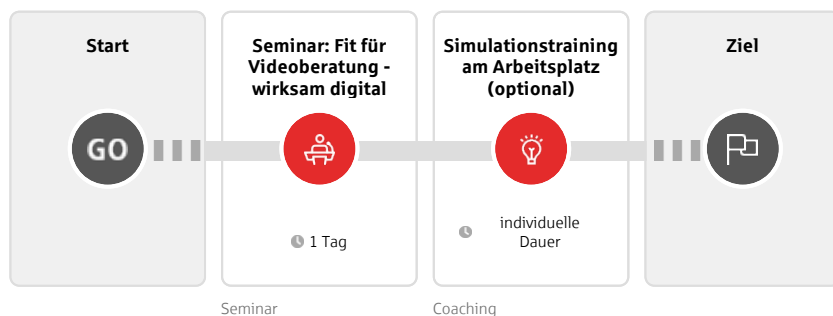 Start
Seminar: Fit für
Videoberatung -
wirksam digital
Simulationstraining
am Arbeitsplatz
(optional)
Ziel
GO
1 Tag
individuelle
Dauer
Seminar
Coaching